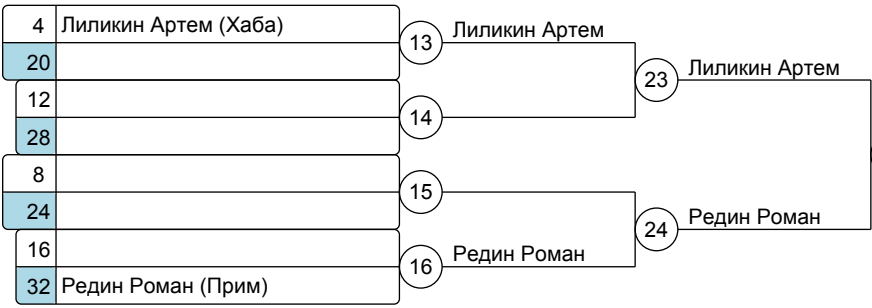 4 Лиликин Артем (Хаба)
20
13 Лиликин Артем
12
28
14
23 Лиликин Артем
8
24
15
16
32 Редин Роман (Прим)
16 Редин Роман
24 Редин Роман